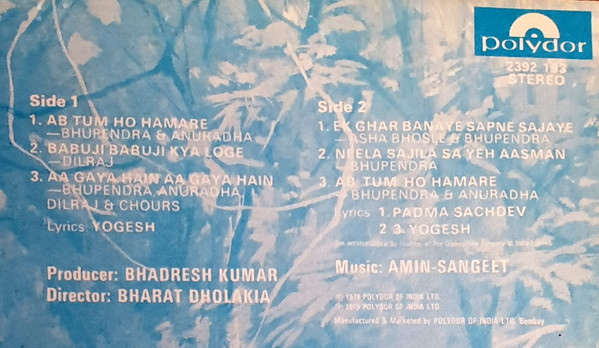 polydor
2392 193
STEREO
Side 1
1. AB TUM HO HAMARE
—BHUPENDRA & ANURADHA
2. BABUJI BABUJI KYA LOGE
—DILRAJ
3. AA GAYA HAIN AA GAYA HAIN
—BHUPENDRA, ANURADHA
DILRAJ & CHOURS
Lyrics: YOGESH
Side 2
1. EK GHAR BANAYE SAPNE SAJAYE
—ASHA BHOSLE & BHUPENDRA
2. NEELA SAJILA SA YEH AASMAN
—BHUPENDRA
3. AB TUM HO HAMARE
—BHUPENDRA & ANURADHA
Lyrics 1. PADMA SACHDEV
2 3. YOGESH
Producer: BHADRESH KUMAR
Director: BHARAT DHOLAKIA
Music: AMIN-SANGEET
© 1979 POLYDOR OF INDIA LTD.
℗ 1979 POLYDOR OF INDIA LTD.
Manufactured & Marketed by POLYDOR OF INDIA LTD. Bombay